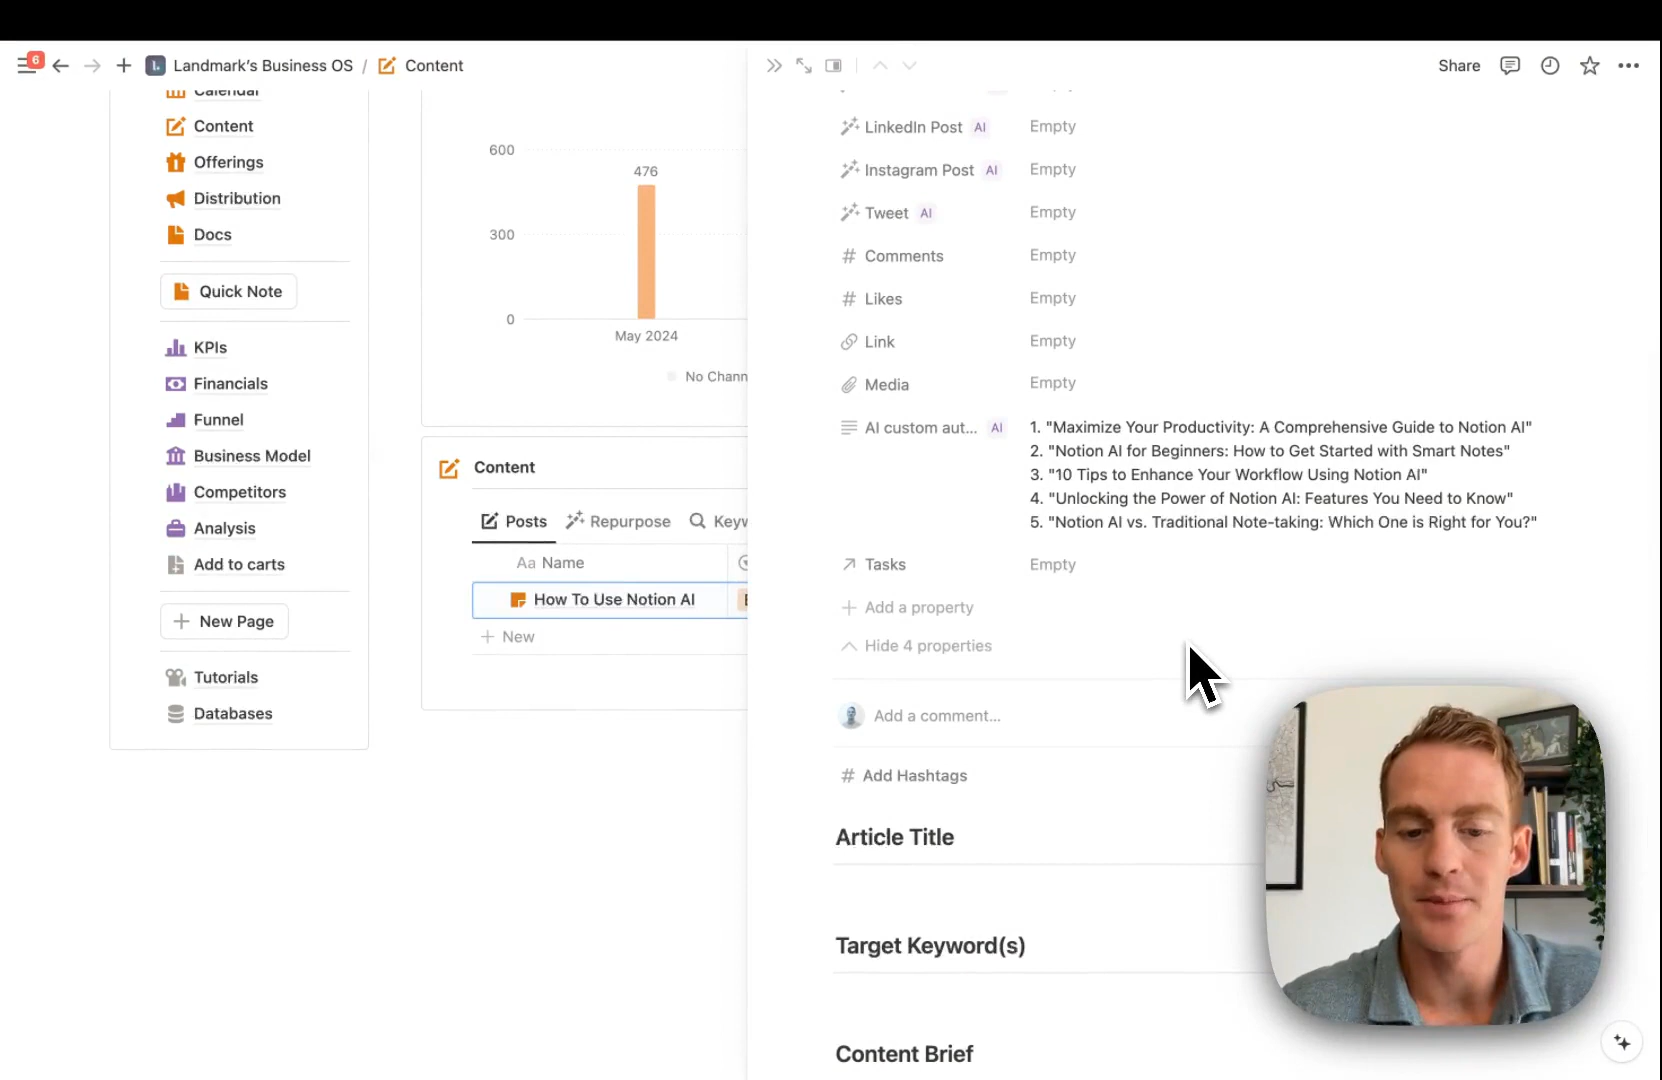 6
Landmark's Business OS / Content
Share
Calendar
Content
Offerings
Distribution
Docs
Quick Note
KPIs
Financials
Funnel
Business Model
Competitors
Analysis
Add to carts
New Page
Tutorials
Databases
600
476
300
0
May 2024
No Chann
Content
Posts Repurpose Keyw
Aa Name
How To Use Notion AI
New
LinkedIn Post AI Empty
Instagram Post AI Empty
Tweet AI Empty
# Comments Empty
# Likes Empty
Link Empty
Media Empty
AI custom aut... AI 1. "Maximize Your Productivity: A Comprehensive Guide to Notion AI"
2. "Notion AI for Beginners: How to Get Started with Smart Notes"
3. "10 Tips to Enhance Your Workflow Using Notion AI"
4. "Unlocking the Power of Notion AI: Features You Need to Know"
5. "Notion AI vs. Traditional Note-taking: Which One is Right for You?"
Tasks Empty
Add a property
Hide 4 properties
Add a comment...
# Add Hashtags
Article Title
Target Keyword(s)
Content Brief